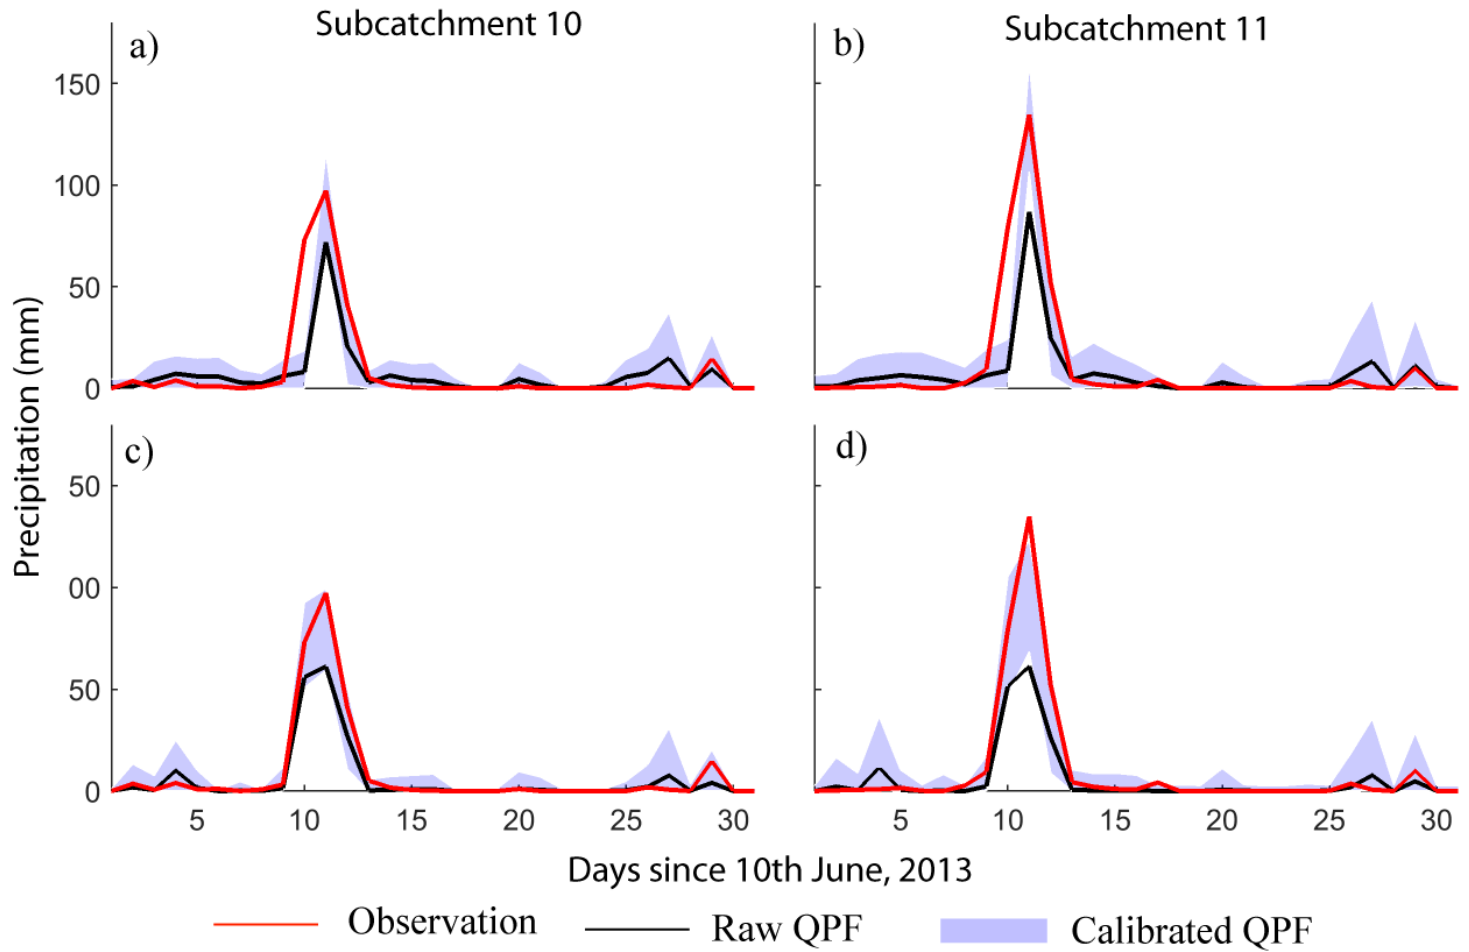 Subcatchment 10
Subcatchment 11
a)
b)
150
100
50
0
c)
d)
50
00
50
0
Precipitation (mm)
5
10
15
20
25
30
5
10
15
20
25
30
Days since 10th June, 2013
Observation
Raw QPF
Calibrated QPF